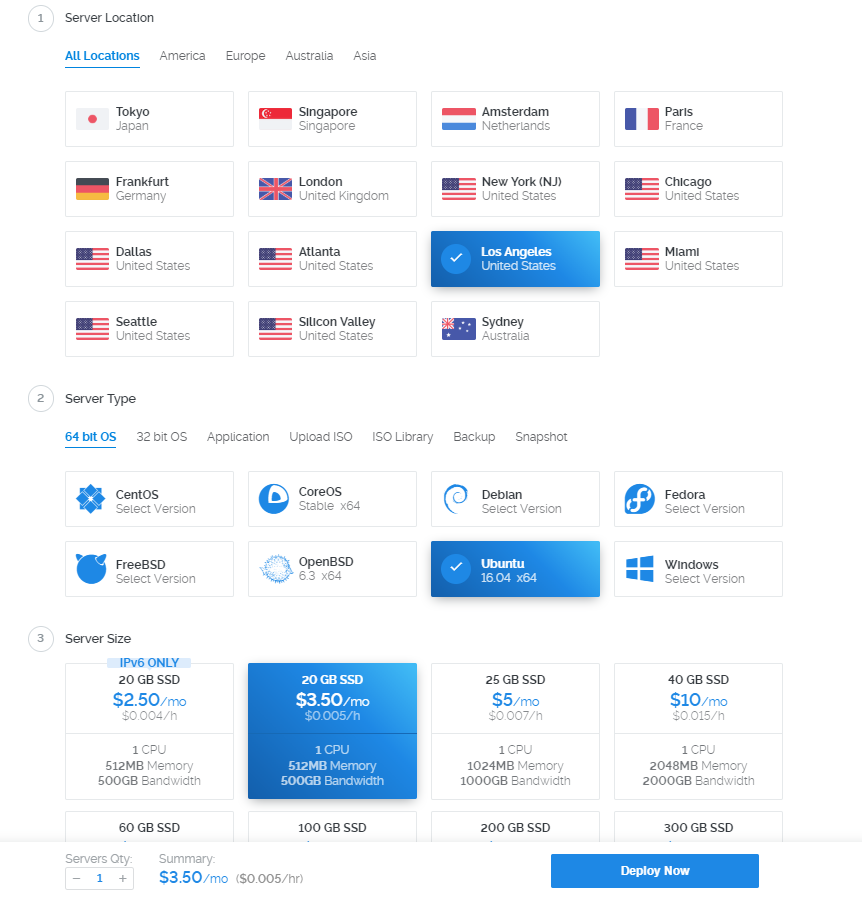 1 Server Location
All Locations America Europe Australia Asia
Tokyo Singapore Amsterdam Paris
Japan Singapore Netherlands France
Frankfurt London New York (NJ) Chicago
Germany United Kingdom United States United States
Dallas Atlanta Los Angeles Miami
United States United States United States United States
Seattle Silicon Valley Sydney
United States United States Australia
2 Server Type
64 bit OS 32 bit OS Application Upload ISO ISO Library Backup Snapshot
CentOS CoreOS Debian Fedora
Select Version Stable x64 Select Version Select Version
FreeBSD OpenBSD Ubuntu Windows
Select Version 6.3 x64 16.04 x64 Select Version
3 Server Size
IPv6 ONLY
20 GB SSD 20 GB SSD 25 GB SSD 40 GB SSD
$2.50/mo $3.50/mo $5/mo $10/mo
$0.004/h $0.005/h $0.007/h $0.015/h
1 CPU 1 CPU 1 CPU 1 CPU
512MB Memory 512MB Memory 1024MB Memory 2048MB Memory
500GB Bandwidth 500GB Bandwidth 1000GB Bandwidth 2000GB Bandwidth
60 GB SSD 100 GB SSD 200 GB SSD 300 GB SSD
Servers Qty: Summary:
− 1 + $3.50/mo ($0.005/hr) Deploy Now